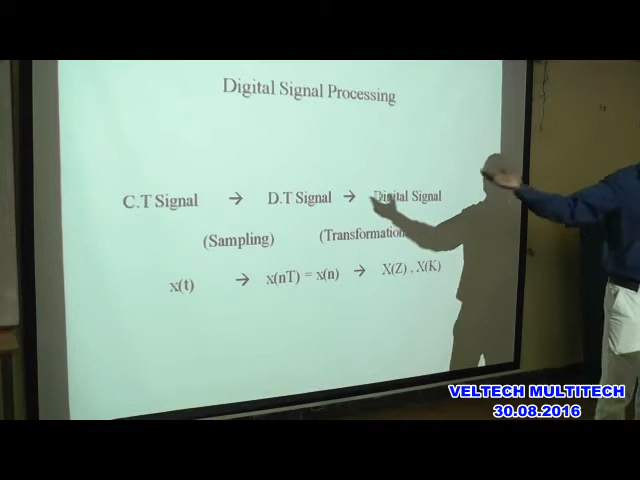 Digital Signal Processing
C.T Signal → D.T Signal → Digital Signal
(Sampling) (Transformation
x(t) → x(nT) = x(n) → X(Z) , X(K)
VELTECH MULTITECH
30.08.2016